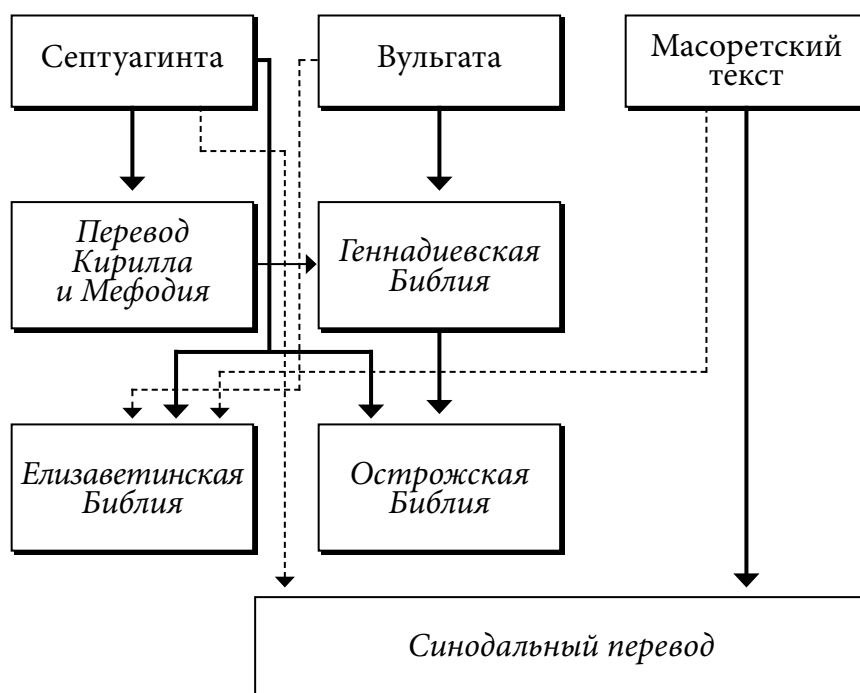 Септуагинта
Вульгата
Масоретский
текст
Перевод
Кирилла
и Мефодия
Геннадиевская
Библия
Елизаветинская
Библия
Острожская
Библия
Синодальный перевод